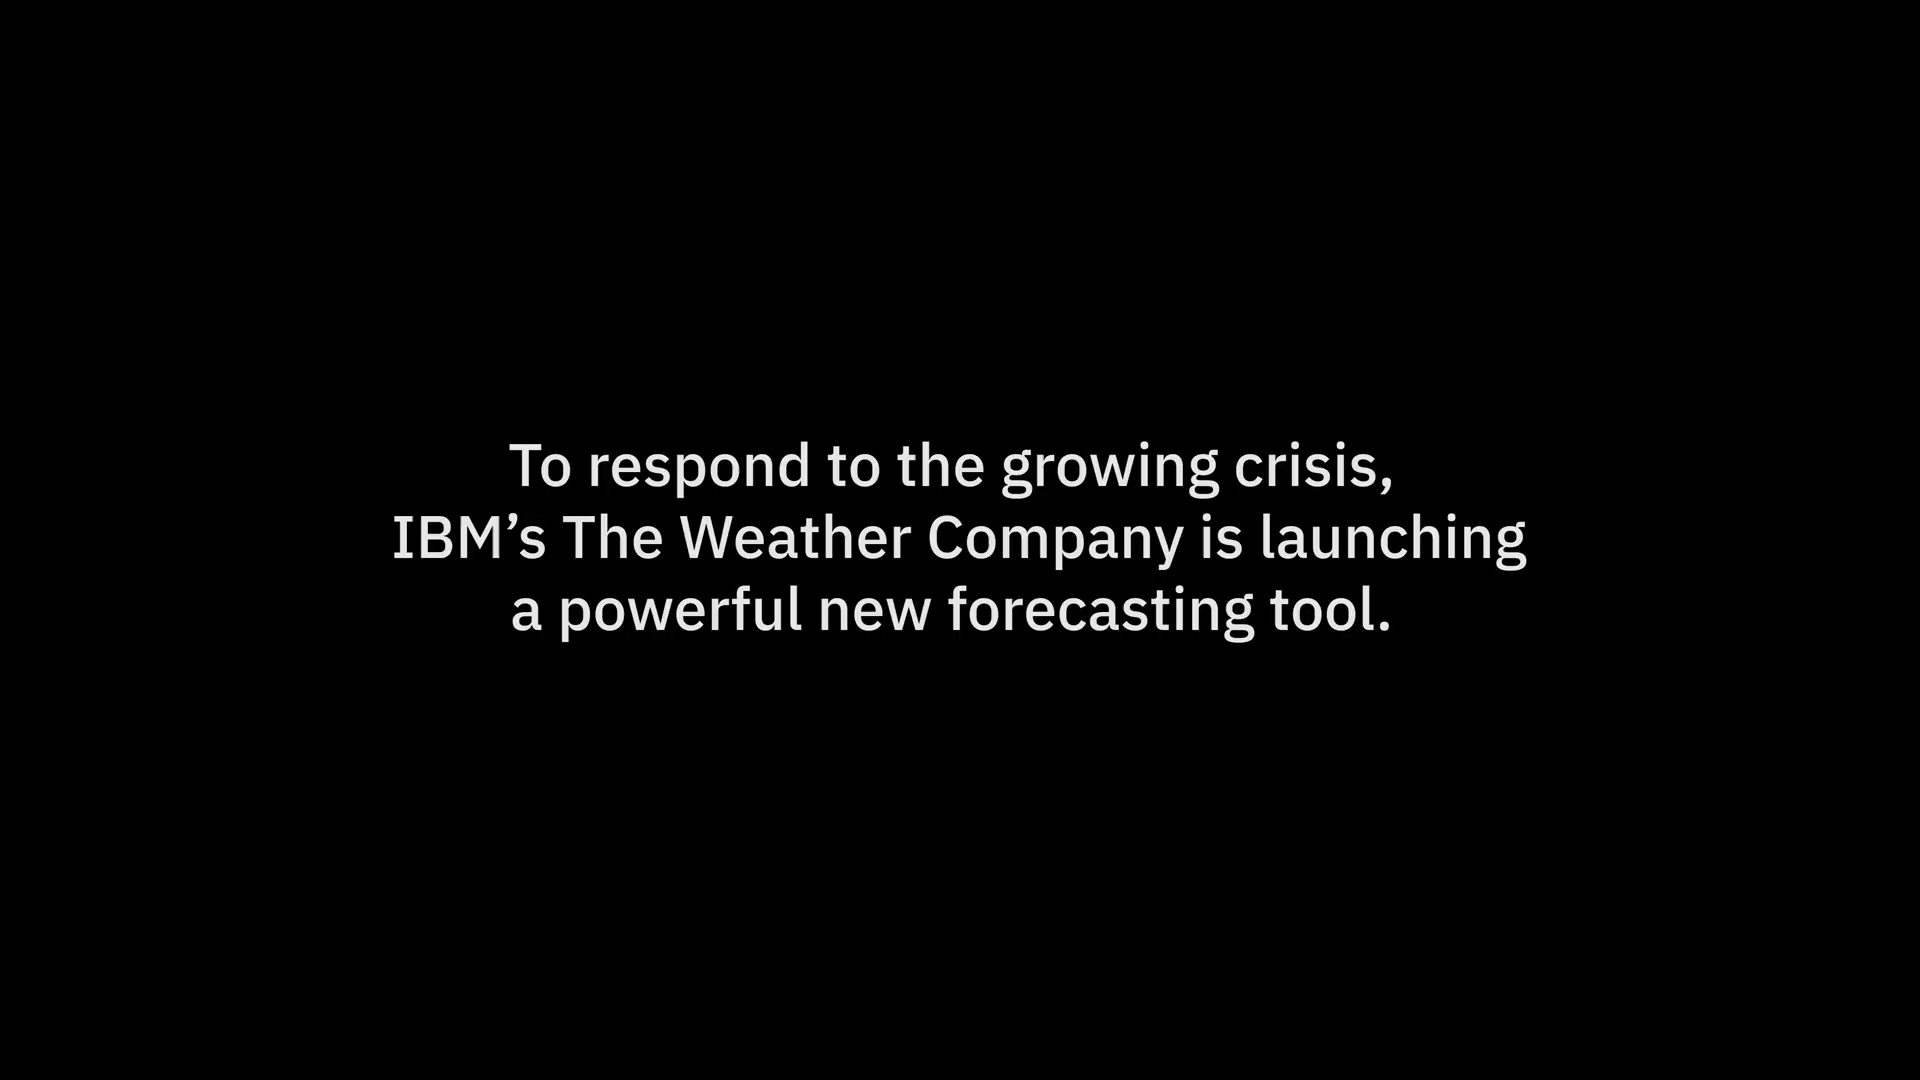 To respond to the growing crisis,
IBM’s The Weather Company is launching
a powerful new forecasting tool.